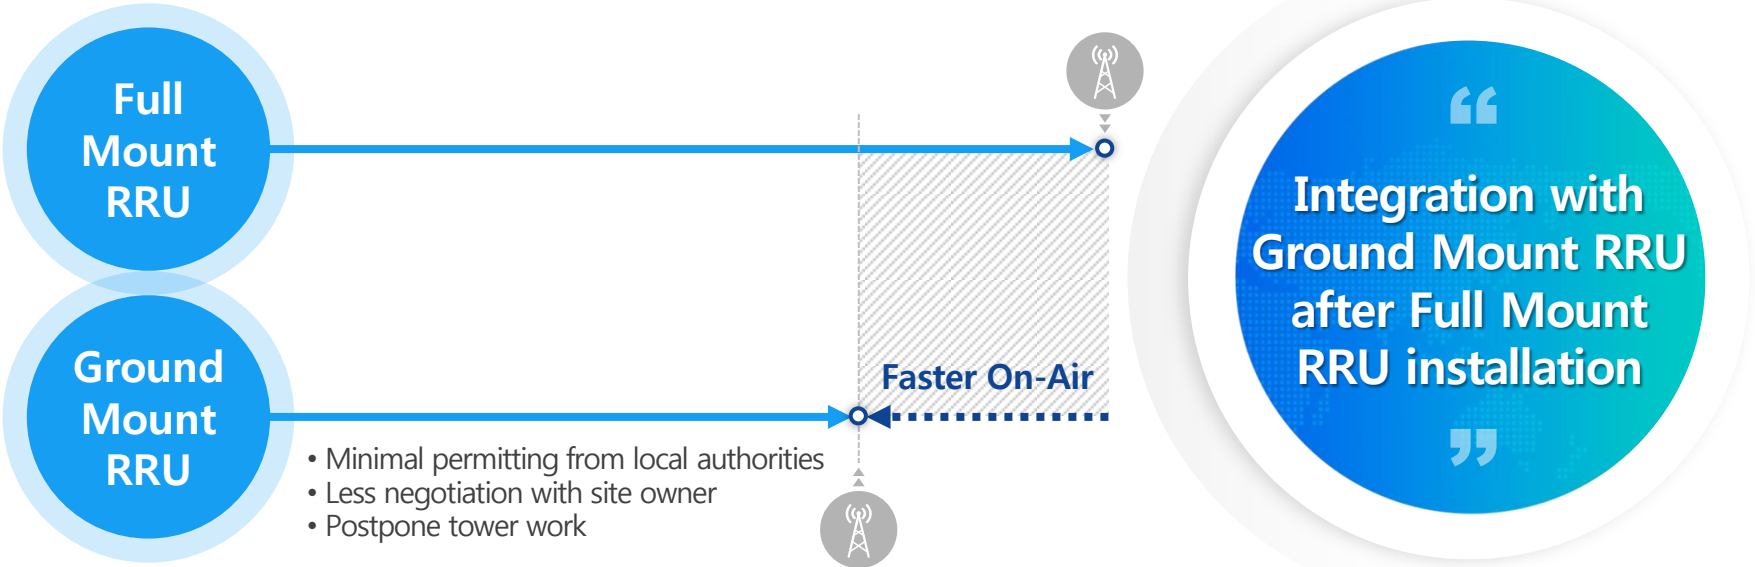 Full
Mount
RRU
Ground
Mount
RRU
Faster On-Air
• Minimal permitting from local authorities
• Less negotiation with site owner
• Postpone tower work
“
Integration with
Ground Mount RRU
after Full Mount
RRU installation
”